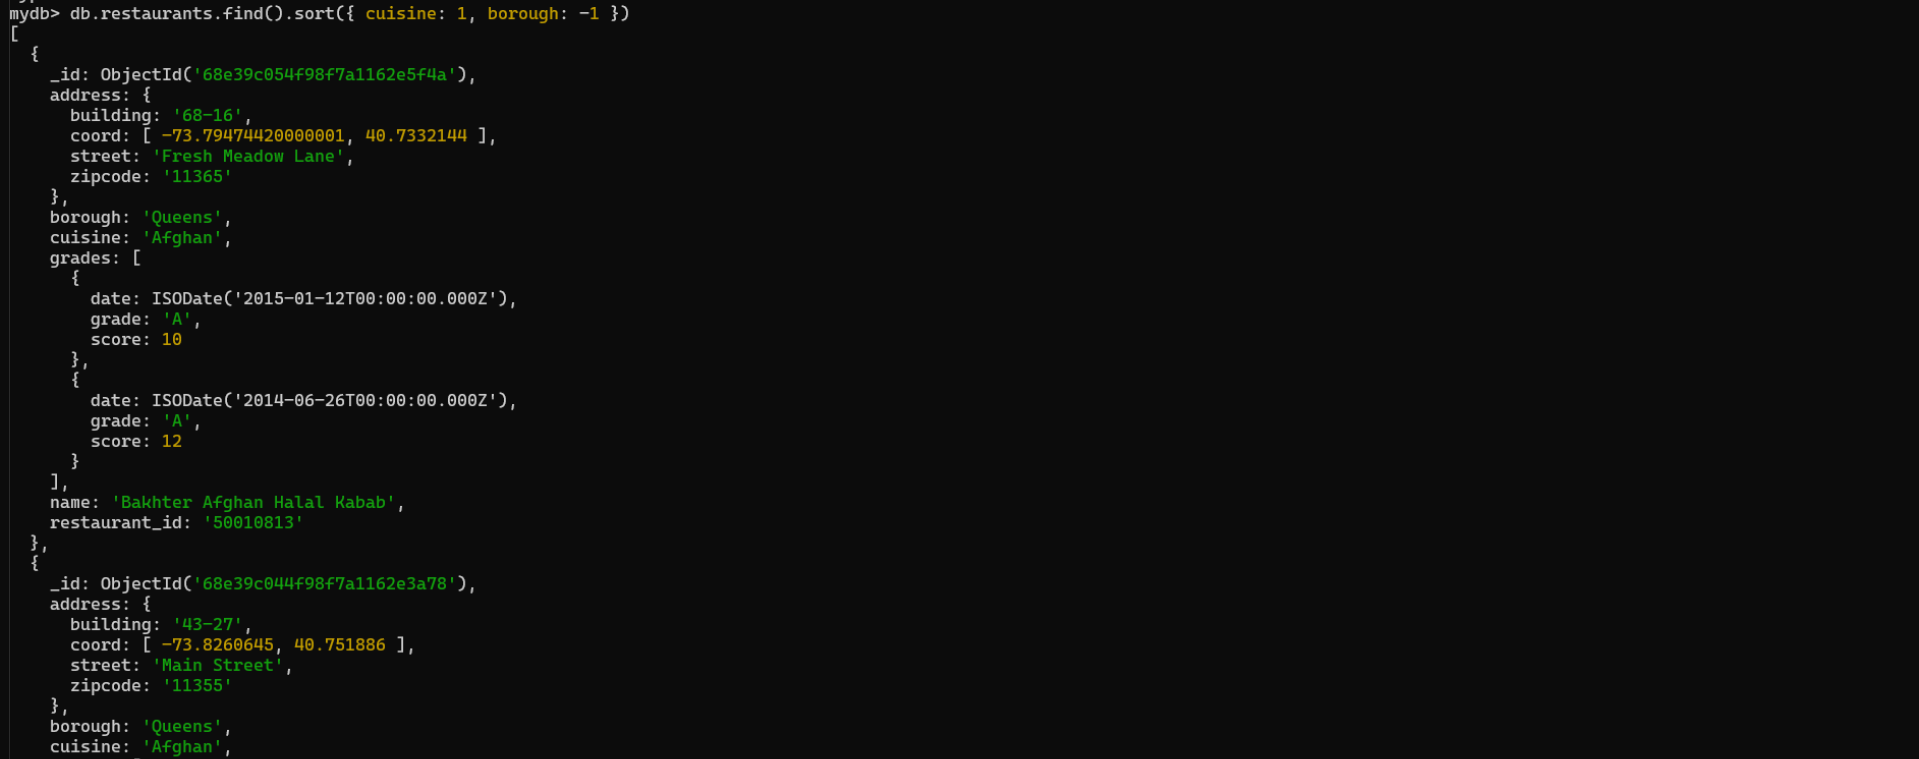 mydb> db.restaurants.find().sort({ cuisine: 1, borough: -1 })
[
  {
    _id: ObjectId('68e39c054f98f7a1162e5f4a'),
    address: {
      building: '68-16',
      coord: [ -73.79474420000001, 40.7332144 ],
      street: 'Fresh Meadow Lane',
      zipcode: '11365'
    },
    borough: 'Queens',
    cuisine: 'Afghan',
    grades: [
      {
        date: ISODate('2015-01-12T00:00:00.000Z'),
        grade: 'A',
        score: 10
      },
      {
        date: ISODate('2014-06-26T00:00:00.000Z'),
        grade: 'A',
        score: 12
      }
    ],
    name: 'Bakhter Afghan Halal Kabab',
    restaurant_id: '50010813'
  },
  {
    _id: ObjectId('68e39c044f98f7a1162e3a78'),
    address: {
      building: '43-27',
      coord: [ -73.8260645, 40.751886 ],
      street: 'Main Street',
      zipcode: '11355'
    },
    borough: 'Queens',
    cuisine: 'Afghan',